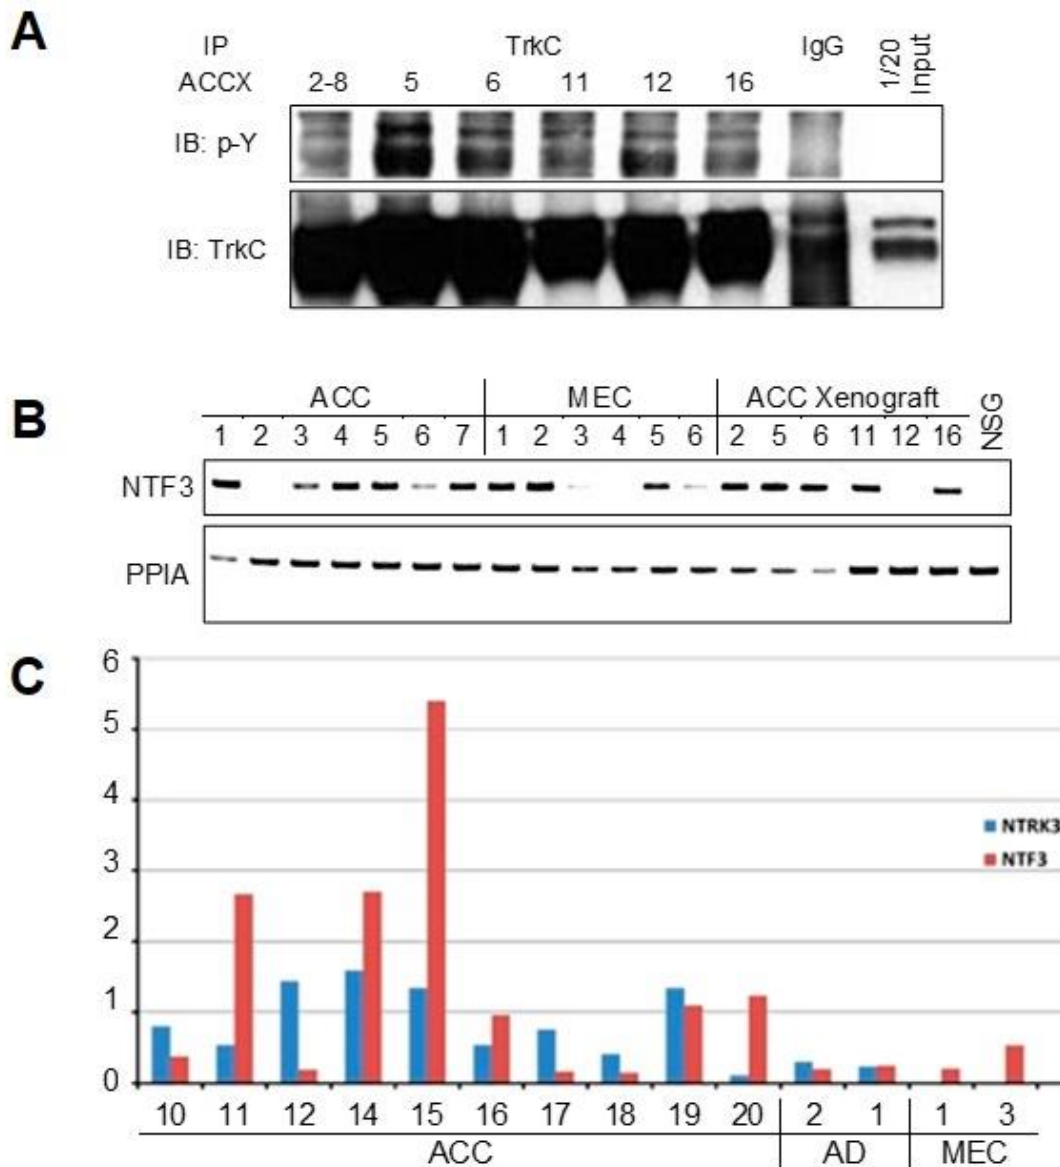 A
IP TrkC IgG 1/20 Input
ACCX 2-8 5 6 11 12 16
IB: p-Y
IB: TrkC
B
ACC MEC ACC Xenograft NSG
1 2 3 4 5 6 7 1 2 3 4 5 6 2 5 6 11 12 16
NTF3
PPIA
C
6
5
4
3
2
1
0
NTRK3
NTF3
10 11 12 14 15 16 17 18 19 20 2 1 1 3
ACC AD MEC